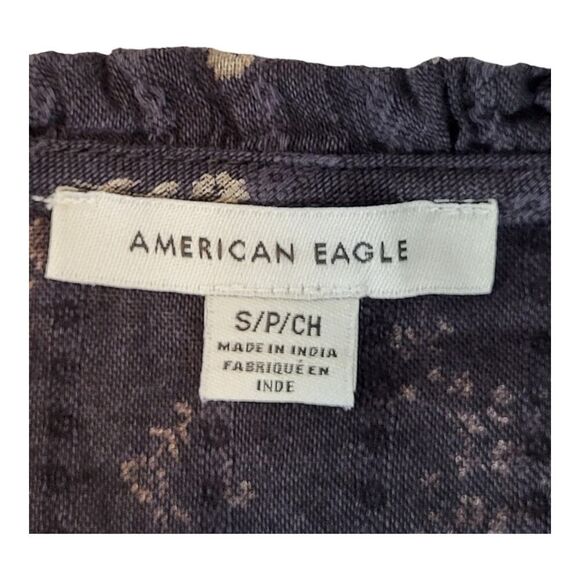 AMERICAN EAGLE
S/P/CH
MADE IN INDIA
FABRIQUÉ EN
INDE